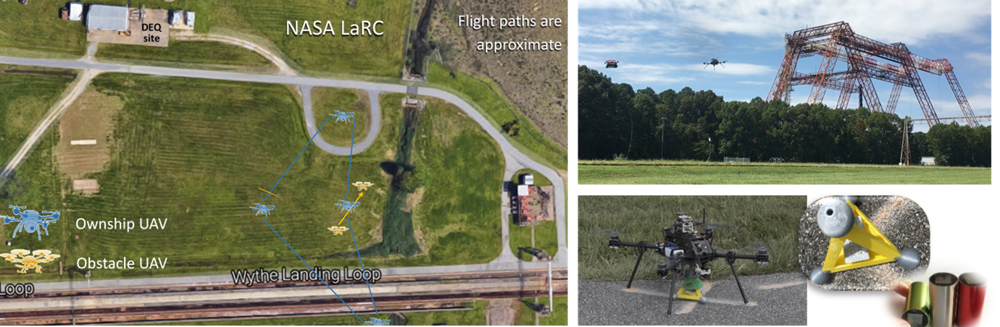 DEQ
site
NASA LaRC
Flight paths are
approximate
Ownship UAV
Obstacle UAV
Wythe Landing Loop
Loop